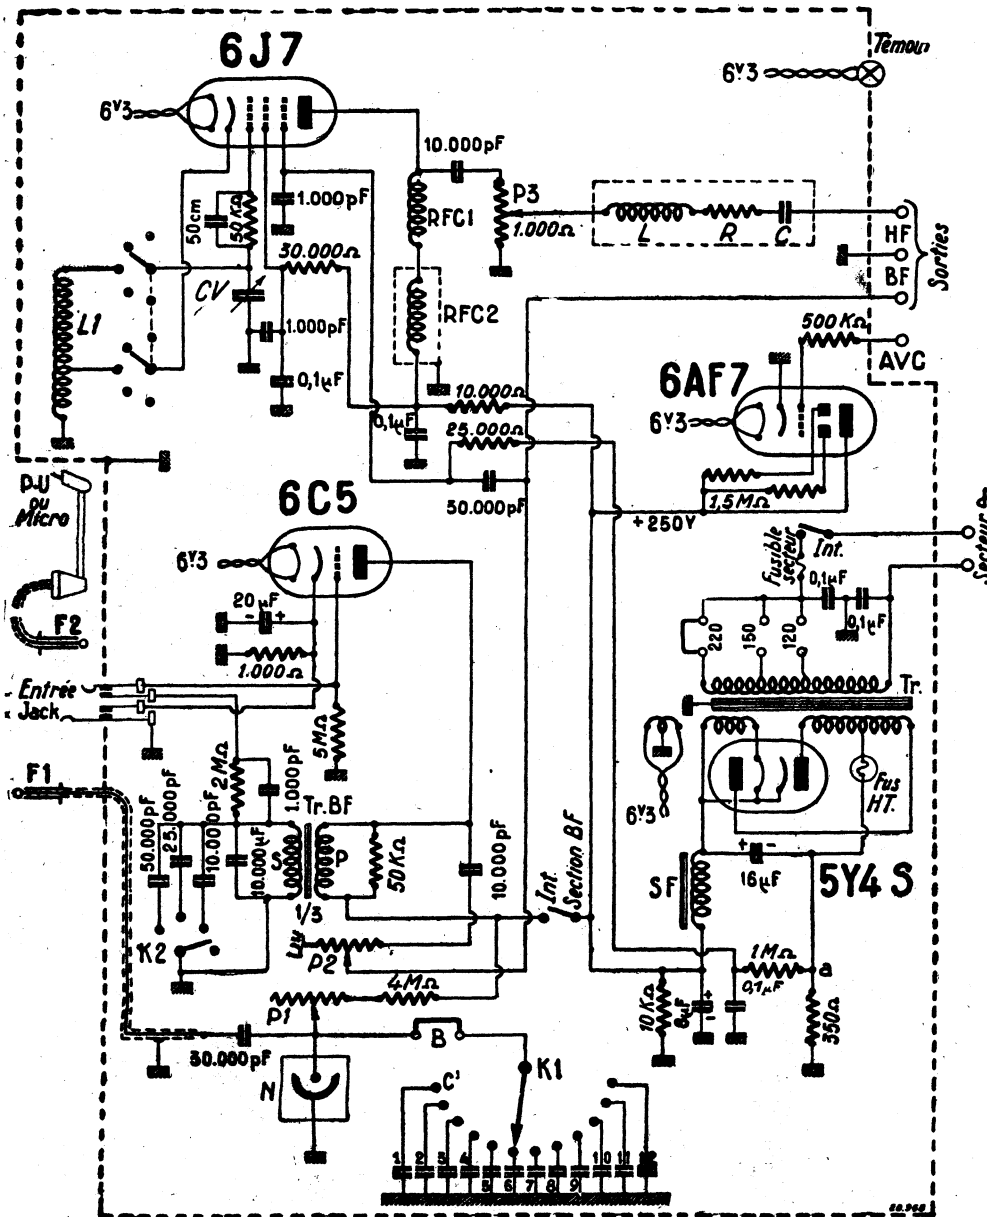 6J7
Témoin
6V3
6V3
10.000pF
P3
1.000pF
50cm
50KΩ
RFC1
1.000Ω
L
R
C
HF
BF
Sorties
30.000Ω
CV
L1
1.000pF
RFC2
500KΩ
AVC
0,1µF
10.000Ω
6AF7
0,1µF
25.000Ω
6V3
P.U
ou
Micro
6C5
30.000pF
1,5MΩ
+250V
Fusible
secteur
Int.
6V3
0,1µF
0,1µF
F2
20µF
- +
1.000Ω
220
150
120
Entrée
Jack
Tr.
5MΩ
2MΩ
1.000pF
F1
6V3
Fus
HT.
50.000pF
25.000pF
10.000pF
10.000µF
Tr.BF
S
P
50KΩ
10.000pF
1/3
Int.
Section BF
SF
+ -
16µF
5Y4 S
K2
P2
4MΩ
1MΩ
a
0,1µF
P1
10KΩ
8µF
+
-
350Ω
30.000pF
B
N
K1
C'
1
2
3
4
5
6
7
8
9
10
11
12